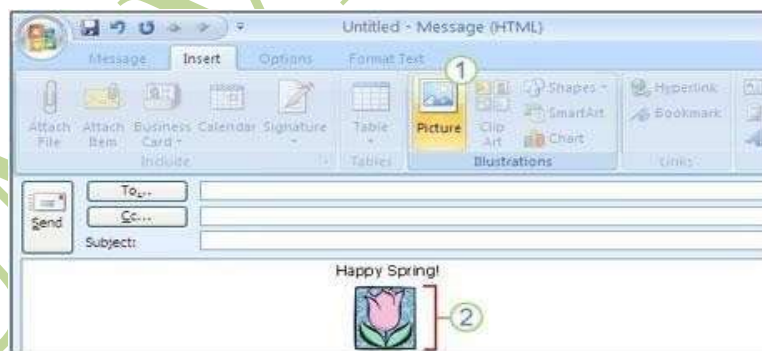 Untitled - Message (HTML)
Message Insert Options Format Text
1
Attach File
Attach Item
Business Card
Calendar
Signature
Table
Picture
Clip Art
Shapes
SmartArt
Chart
Hyperlink
Bookmark
Include Tables Illustrations Links
To...
Cc...
Send
Subject:
Happy Spring!
2